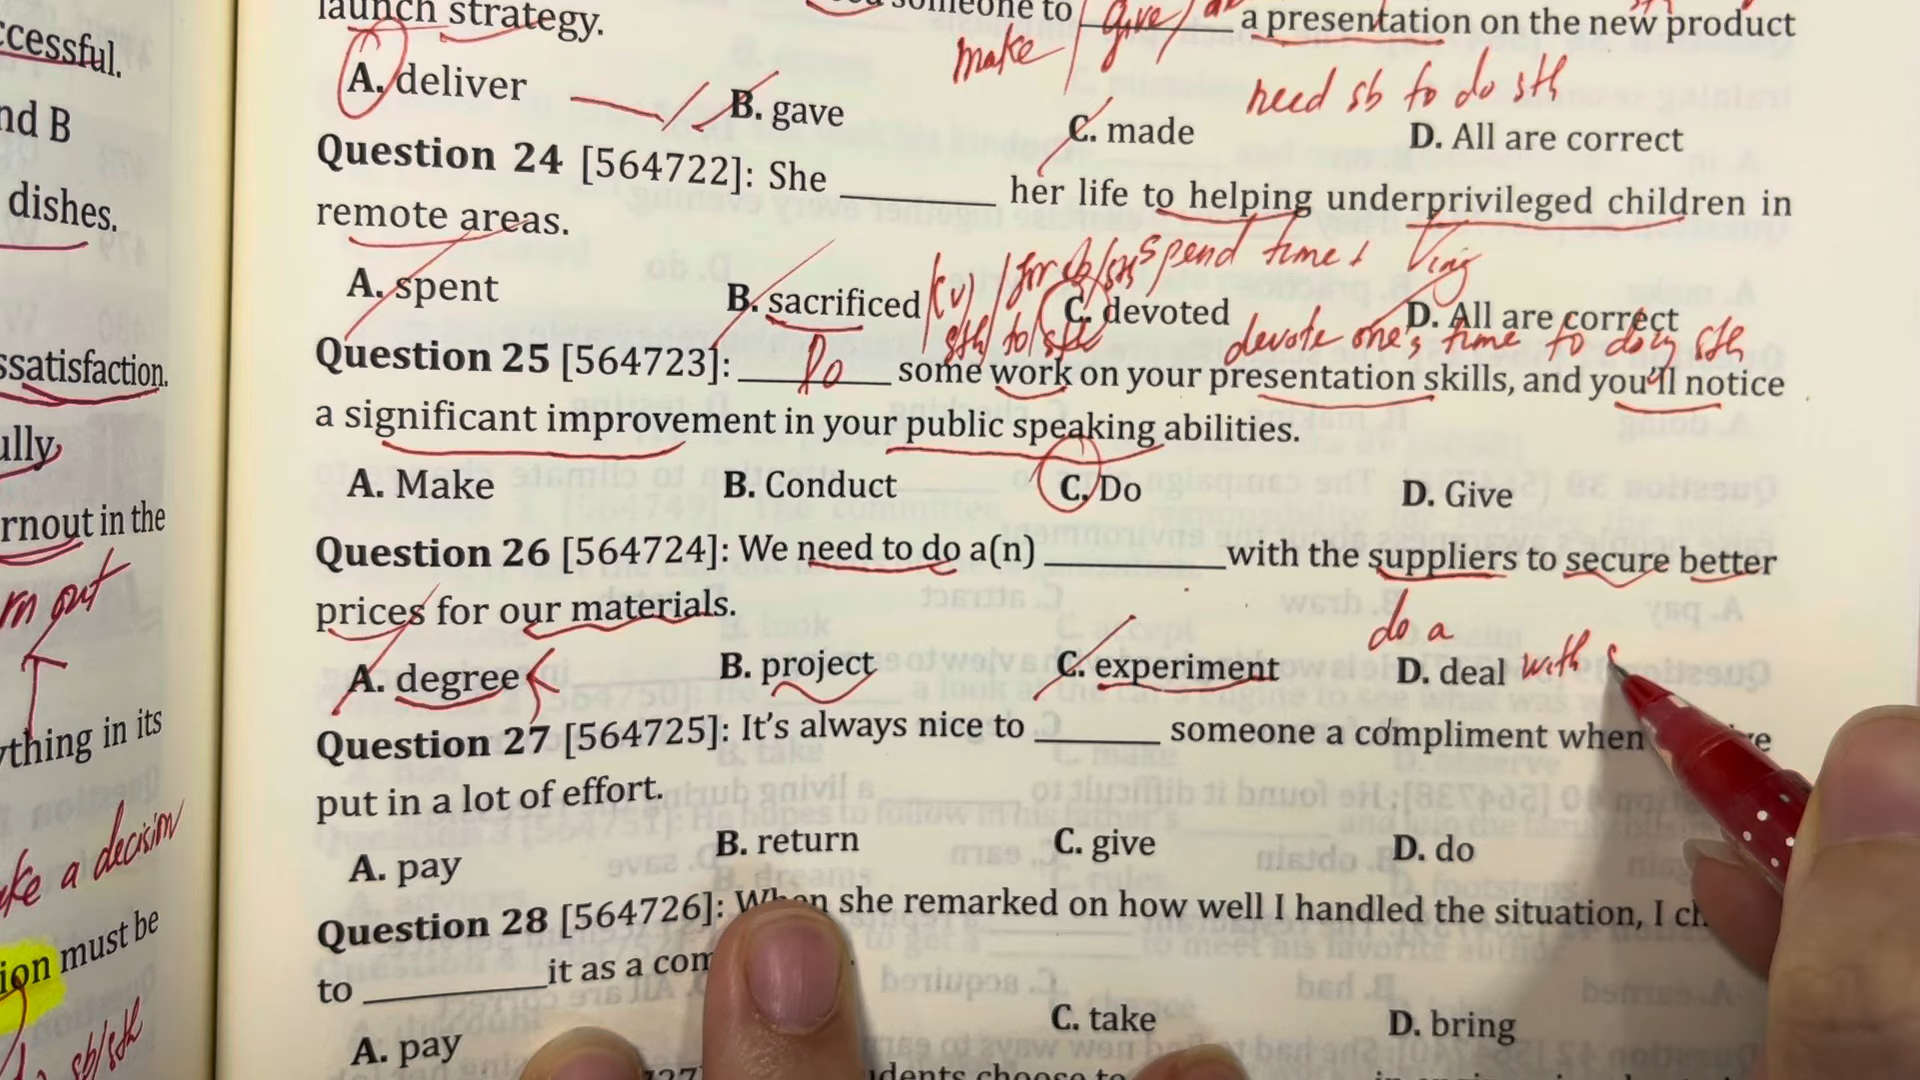 launch strategy.
someone to give/ a presentation on the new product
make
need sb to do sth
A. deliver B. gave C. made D. All are correct
Question 24 [564722]: She ________ her life to helping underprivileged children in
remote areas.
spend time + Ving
A. spent B. sacrificed (v) C. devoted D. All are correct
devote one's time to doing sth
Question 25 [564723]: Do some work on your presentation skills, and you'll notice
a significant improvement in your public speaking abilities.
A. Make B. Conduct C. Do D. Give
Question 26 [564724]: We need to do a(n) ________ with the suppliers to secure better
prices for our materials.
do a
A. degree B. project C. experiment D. deal with
Question 27 [564725]: It's always nice to ________ someone a compliment when
put in a lot of effort.
A. pay B. return C. give D. do
Question 28 [564726]: When she remarked on how well I handled the situation, I
to ________ it as a
A. pay C. take D. bring
nd B
dishes.
ssatisfaction.
rnout in the
rn out
ything in its
ke a decision
ion must be
sb/sth